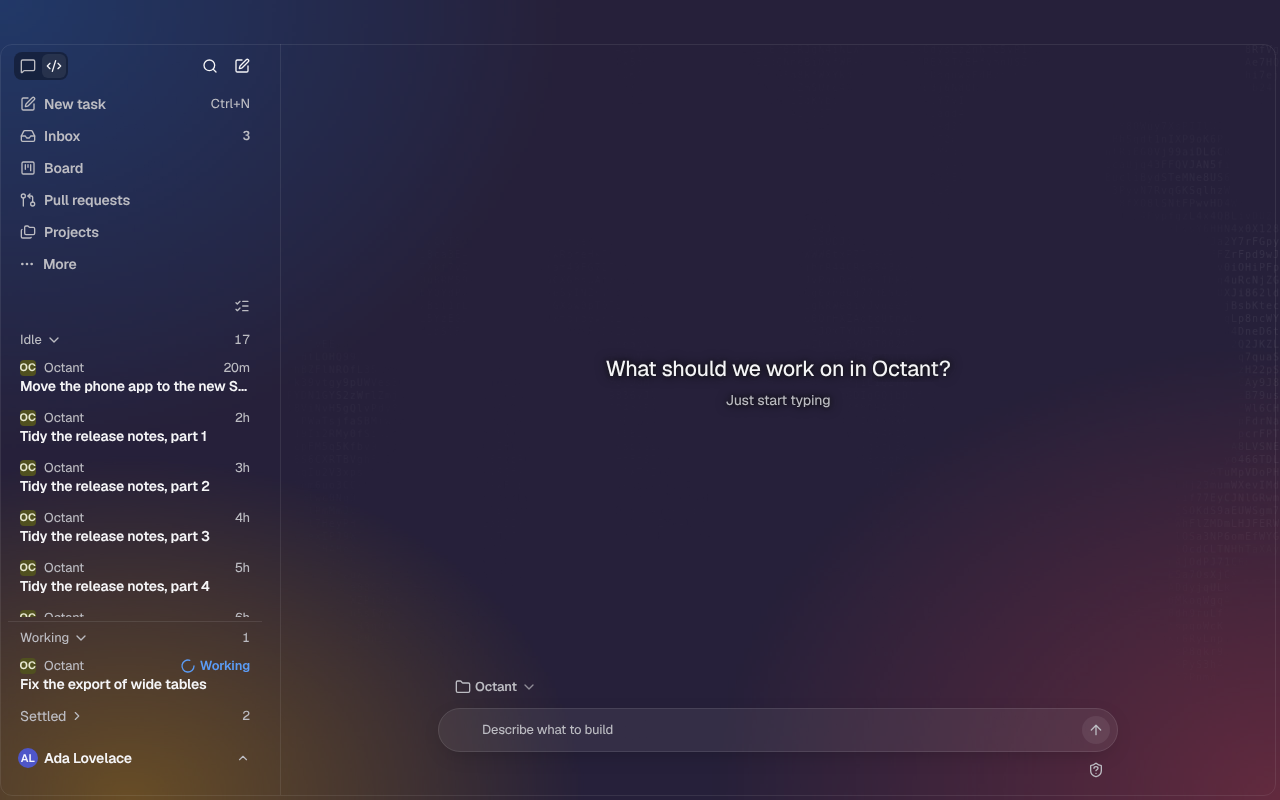 New task Ctrl+N
Inbox 3
Board
Pull requests
Projects
More
Idle 17
OC Octant 20m
Move the phone app to the new S...
OC Octant 2h
Tidy the release notes, part 1
OC Octant 3h
Tidy the release notes, part 2
OC Octant 4h
Tidy the release notes, part 3
OC Octant 5h
Tidy the release notes, part 4
OC Octant 6h
Working 1
OC Octant Working
Fix the export of wide tables
Settled 2
AL Ada Lovelace
What should we work on in Octant?
Just start typing
Octant
Describe what to build